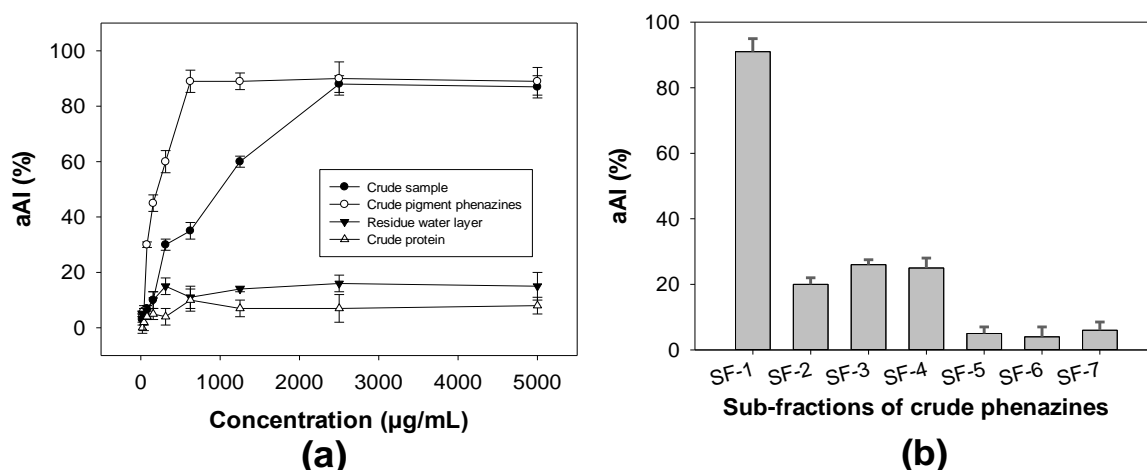 100
80
60
40
20
0
aAI (%)
Crude sample
Crude pigment phenazines
Residue water layer
Crude protein
0 1000 2000 3000 4000 5000
Concentration (µg/mL)
(a)
100
80
60
40
20
0
aAI (%)
SF-1 SF-2 SF-3 SF-4 SF-5 SF-6 SF-7
Sub-fractions of crude phenazines
(b)